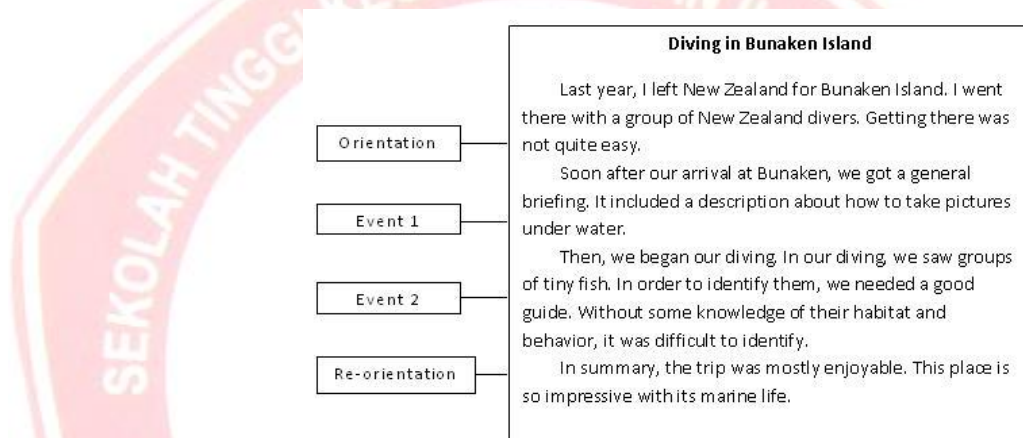 Diving in Bunaken Island
Last year, I left New Zealand for Bunaken Island. I went
there with a group of New Zealand divers. Getting there was
not quite easy.
Orientation
Soon after our arrival at Bunaken, we got a general
briefing. It included a description about how to take pictures
under water.
Event 1
Then, we began our diving. In our diving, we saw groups
of tiny fish. In order to identify them, we needed a good
guide. Without some knowledge of their habitat and
behavior, it was difficult to identify.
Event 2
In summary, the trip was mostly enjoyable. This place is
so impressive with its marine life.
Re-orientation
SEKOLAH TINGG